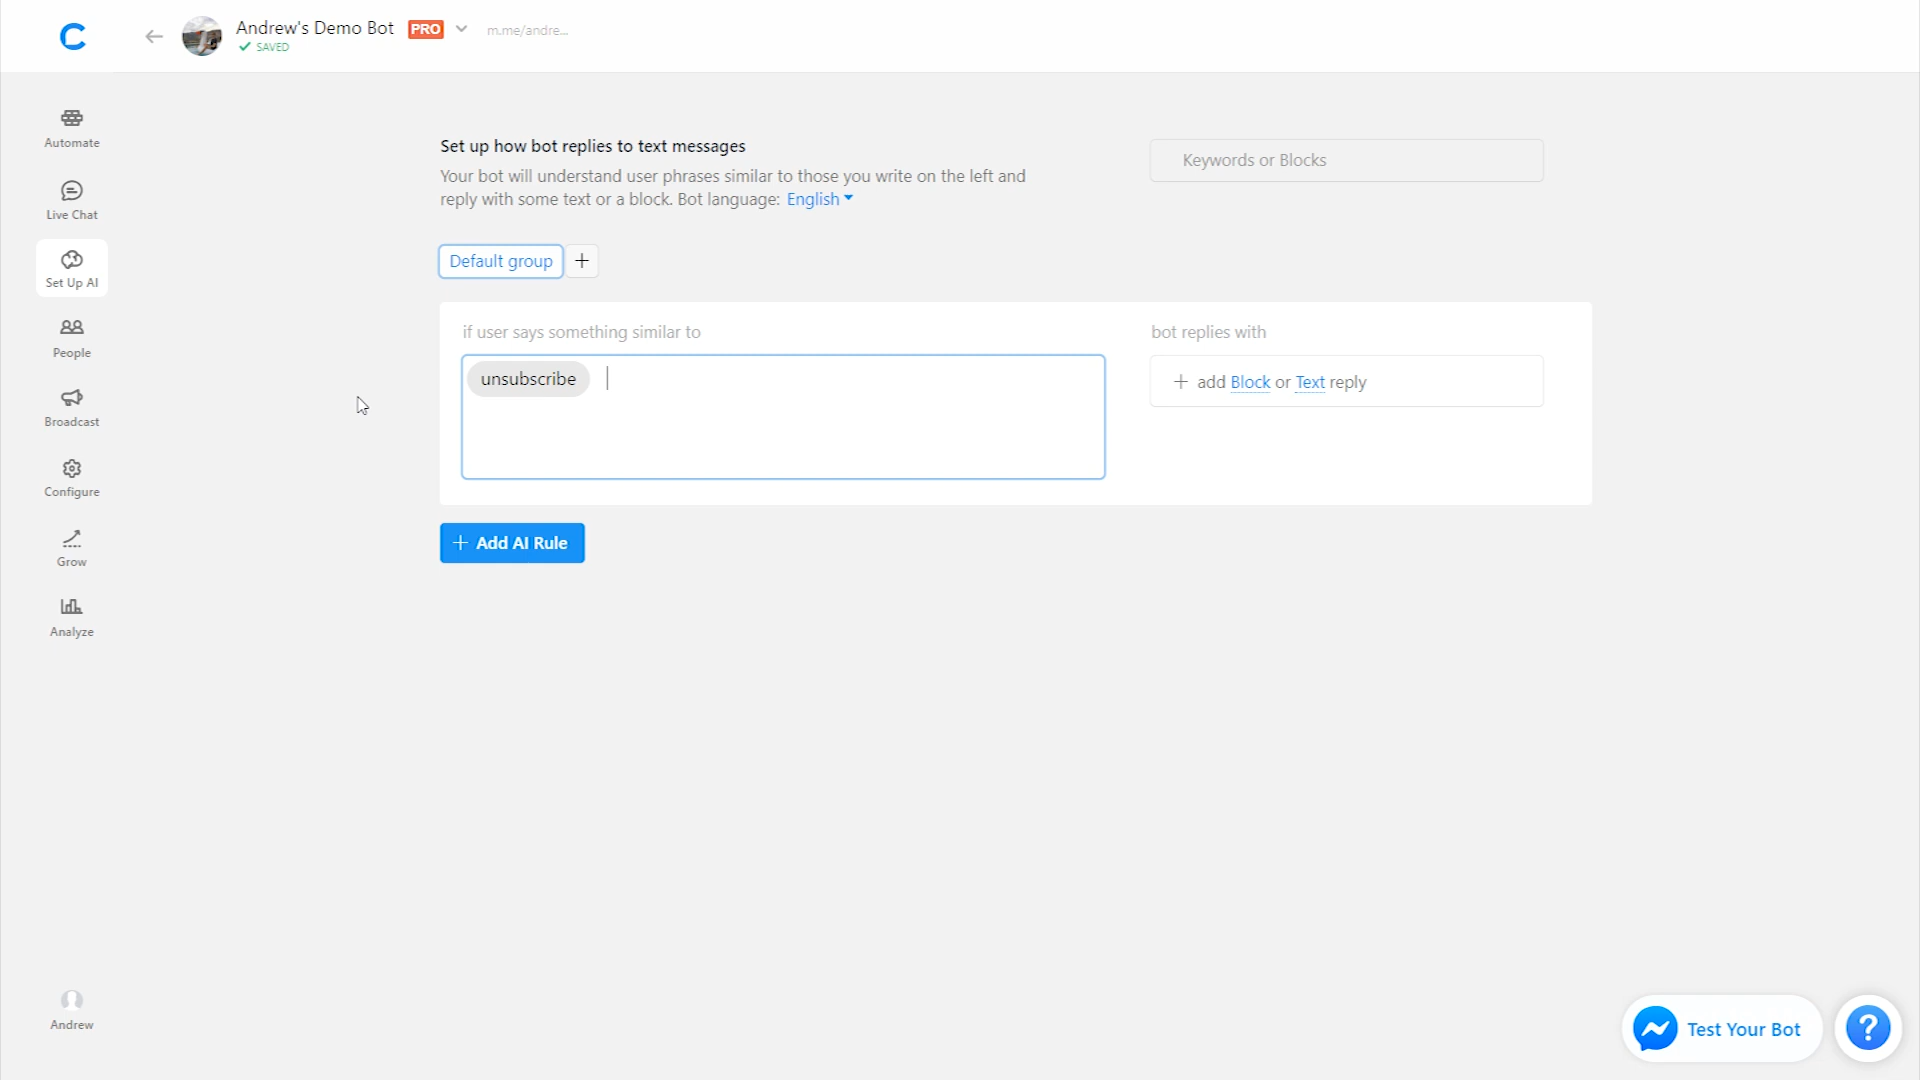 Andrew's Demo Bot PRO m.me/andre...
SAVED
Automate
Live Chat
Set Up AI
People
Broadcast
Configure
Grow
Analyze
Andrew
Set up how bot replies to text messages
Your bot will understand user phrases similar to those you write on the left and
reply with some text or a block. Bot language: English
Keywords or Blocks
Default group +
if user says something similar to
unsubscribe
bot replies with
+ add Block or Text reply
+ Add AI Rule
Test Your Bot
?